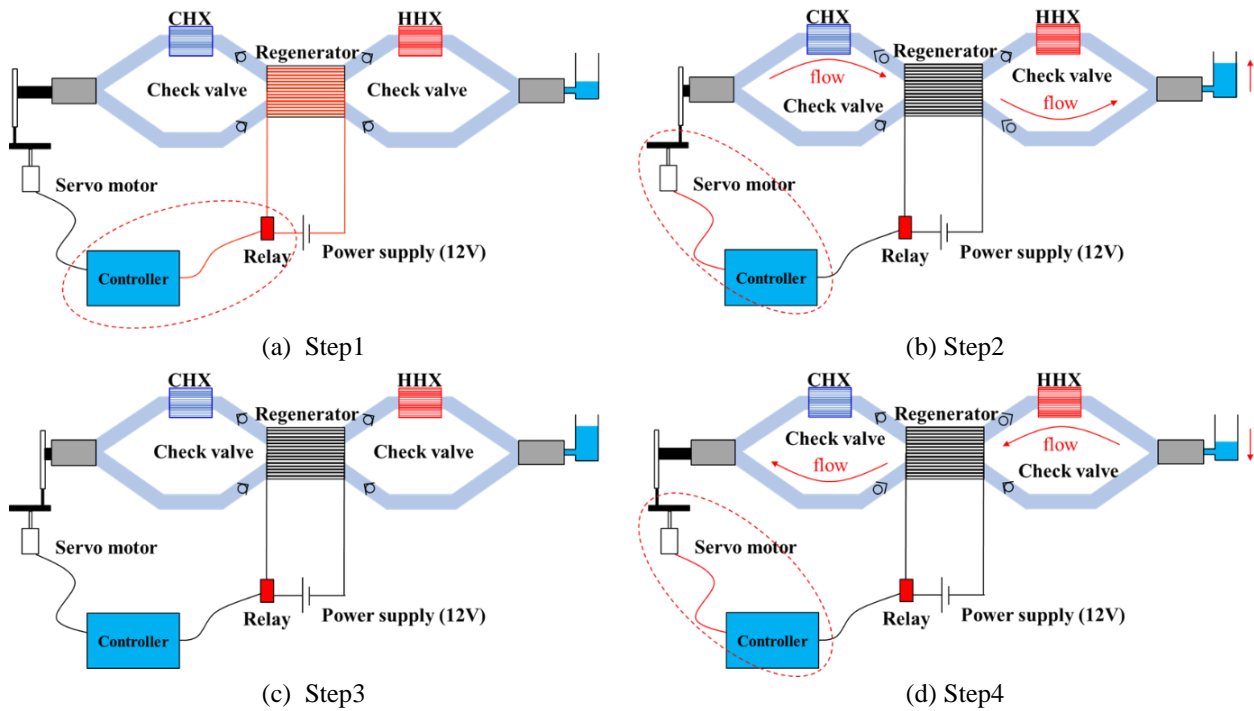 CHX
HHX
Regenerator
Check valve
Check valve
Servo motor
Controller
Relay
Power supply (12V)
(a) Step1
CHX
HHX
Regenerator
flow
Check valve
Check valve
flow
Servo motor
Controller
Relay
Power supply (12V)
(b) Step2
CHX
HHX
Regenerator
Check valve
Check valve
Servo motor
Controller
Relay
Power supply (12V)
(c) Step3
CHX
HHX
Regenerator
Check valve
flow
flow
Check valve
Servo motor
Controller
Relay
Power supply (12V)
(d) Step4